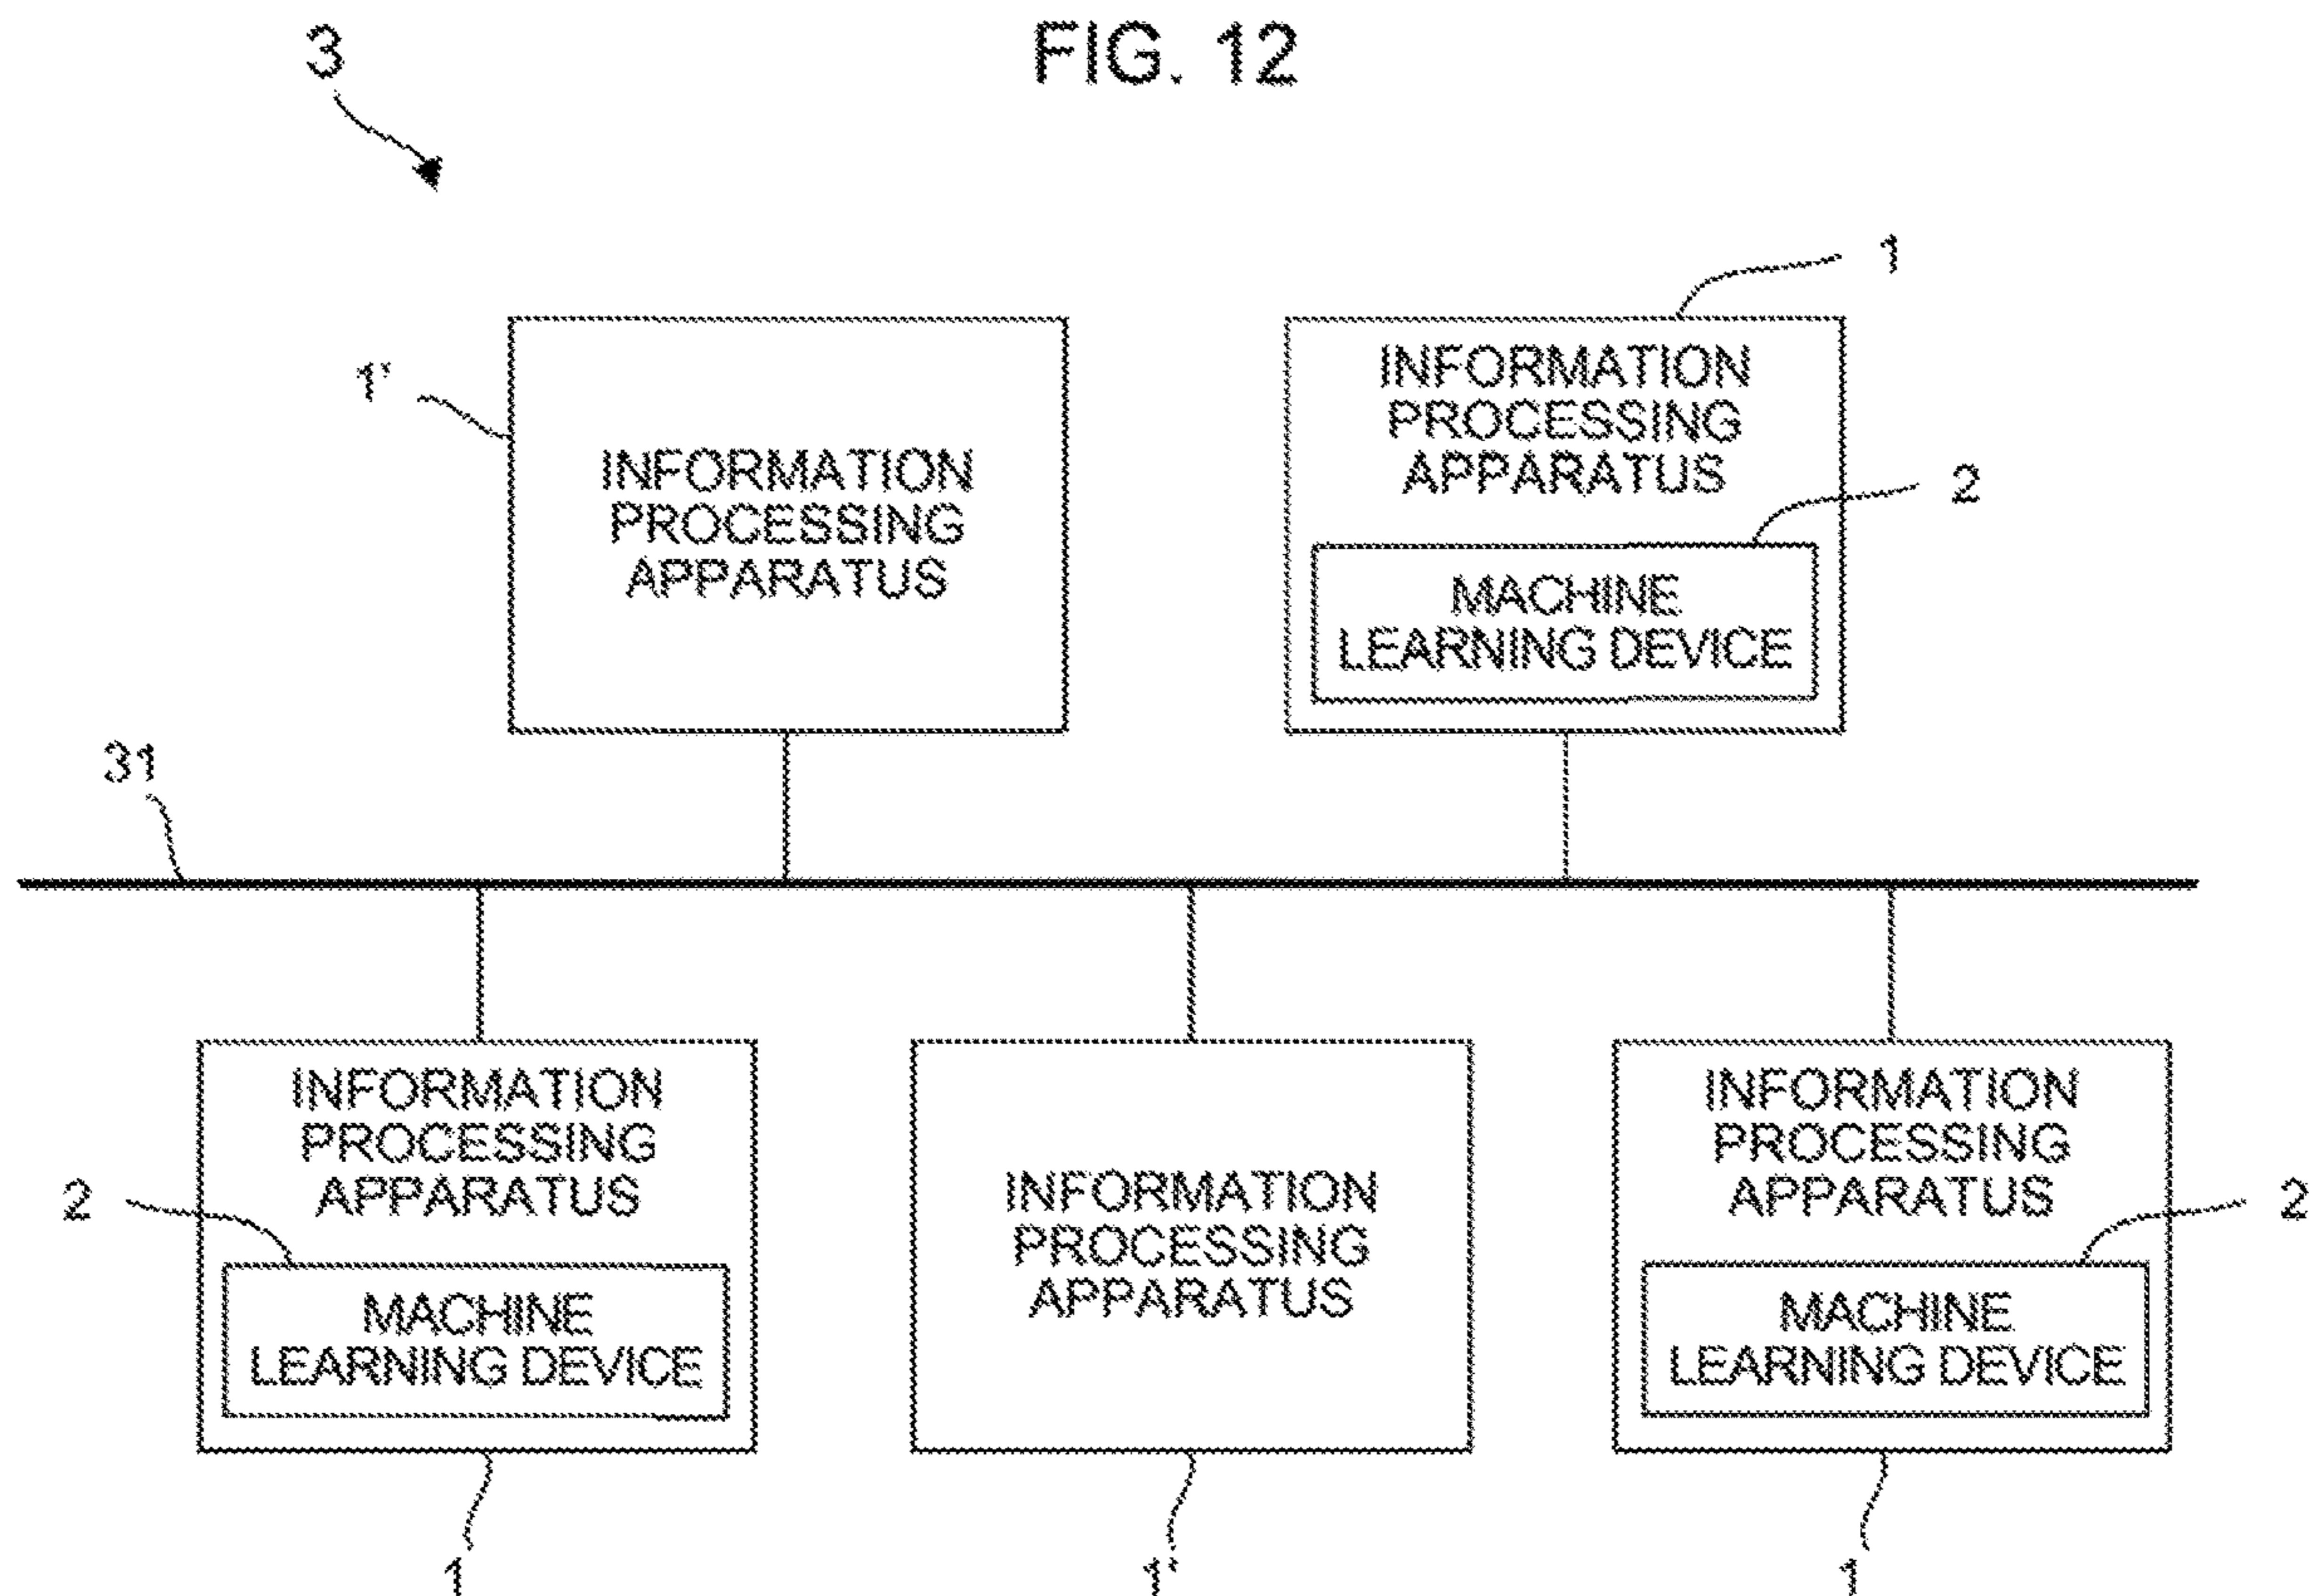 FIG. 12
3
1
1'
INFORMATION
PROCESSING
APPARATUS
INFORMATION
PROCESSING
APPARATUS
2
MACHINE
LEARNING DEVICE
31
INFORMATION
PROCESSING
APPARATUS
2
MACHINE
LEARNING DEVICE
1
INFORMATION
PROCESSING
APPARATUS
1'
INFORMATION
PROCESSING
APPARATUS
2
MACHINE
LEARNING DEVICE
1